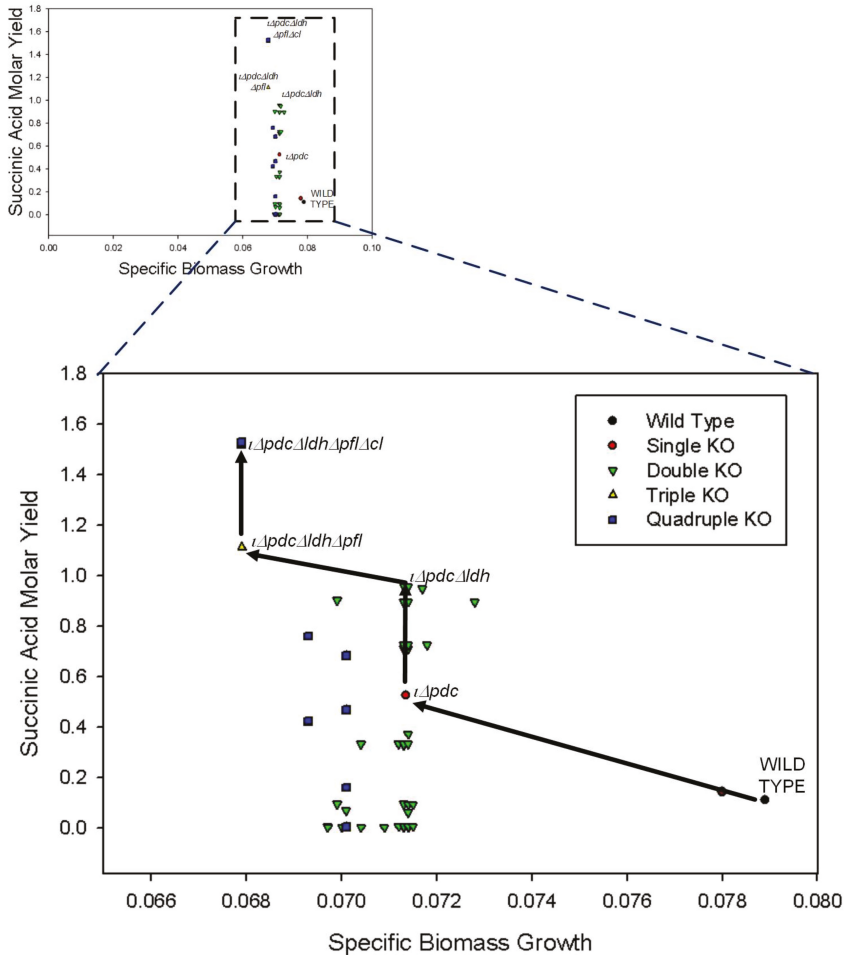 Succinic Acid Molar Yield
1.8
1.6
1.4
1.2
1.0
0.8
0.6
0.4
0.2
0.0
ιΔpdcΔldh
ΔpflΔcl
ιΔpdcΔldh
Δpfl
ιΔpdcΔldh
ιΔpdc
WILD
TYPE
0.00 0.02 0.04 0.06 0.08 0.10
Specific Biomass Growth
Succinic Acid Molar Yield
1.8
1.6
1.4
1.2
1.0
0.8
0.6
0.4
0.2
0.0
Wild Type
Single KO
Double KO
Triple KO
Quadruple KO
ιΔpdcΔldhΔpflΔcl
ιΔpdcΔldhΔpfl
ιΔpdcΔldh
ιΔpdc
WILD
TYPE
0.066 0.068 0.070 0.072 0.074 0.076 0.078 0.080
Specific Biomass Growth